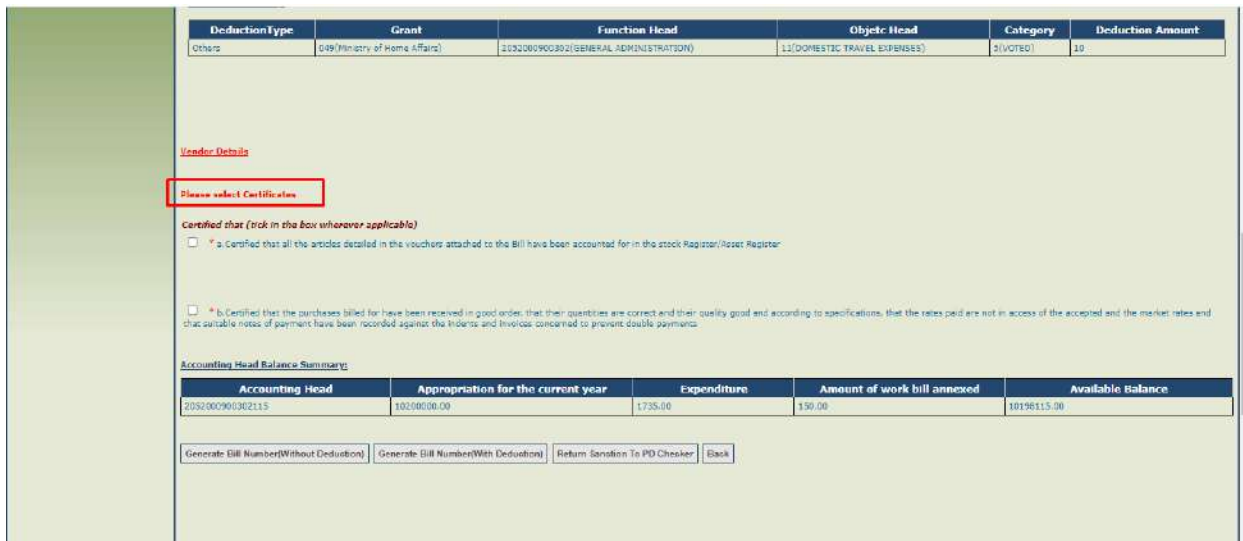 DeductionType Grant Function Head Objetc Head Category Deduction Amount
Others 049(Ministry of Home Affairs) 2052000900302(GENERAL ADMINISTRATION) 11(DOMESTIC TRAVEL EXPENSES) 5(VOTED) 10
Vendor Details
Please select Certificates
Certified that (tick in the box wherever applicable)
* a.Certified that all the articles detailed in the vouchers attached to the Bill have been accounted for in the stock Register/Asset Register
* b.Certified that the purchases billed for have been received in good order, that their quantities are correct and their quality good and according to specifications, that the rates paid are not in access of the accepted and the market rates and
that suitable notes of payment have been recorded against the indents and invoices concerned to prevent double payments
Accounting Head Balance Summary:
Accounting Head Appropriation for the current year Expenditure Amount of work bill annexed Available Balance
2052000900302115 10200000.00 1735.00 150.00 10198115.00
Generate Bill Number(Without Deduction) Generate Bill Number(With Deduction) Return Sanction To PD Checker Back